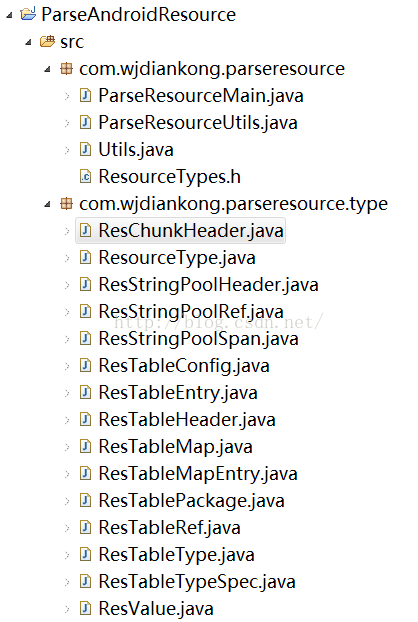 ParseAndroidResource
src
com.wjdiankong.parseresource
ParseResourceMain.java
ParseResourceUtils.java
Utils.java
ResourceTypes.h
com.wjdiankong.parseresource.type
ResChunkHeader.java
ResourceType.java
ResStringPoolHeader.java
ResStringPoolRef.java
http://blog.csdn.net/
ResStringPoolSpan.java
ResTableConfig.java
ResTableEntry.java
ResTableHeader.java
ResTableMap.java
ResTableMapEntry.java
ResTablePackage.java
ResTableRef.java
ResTableType.java
ResTableTypeSpec.java
ResValue.java